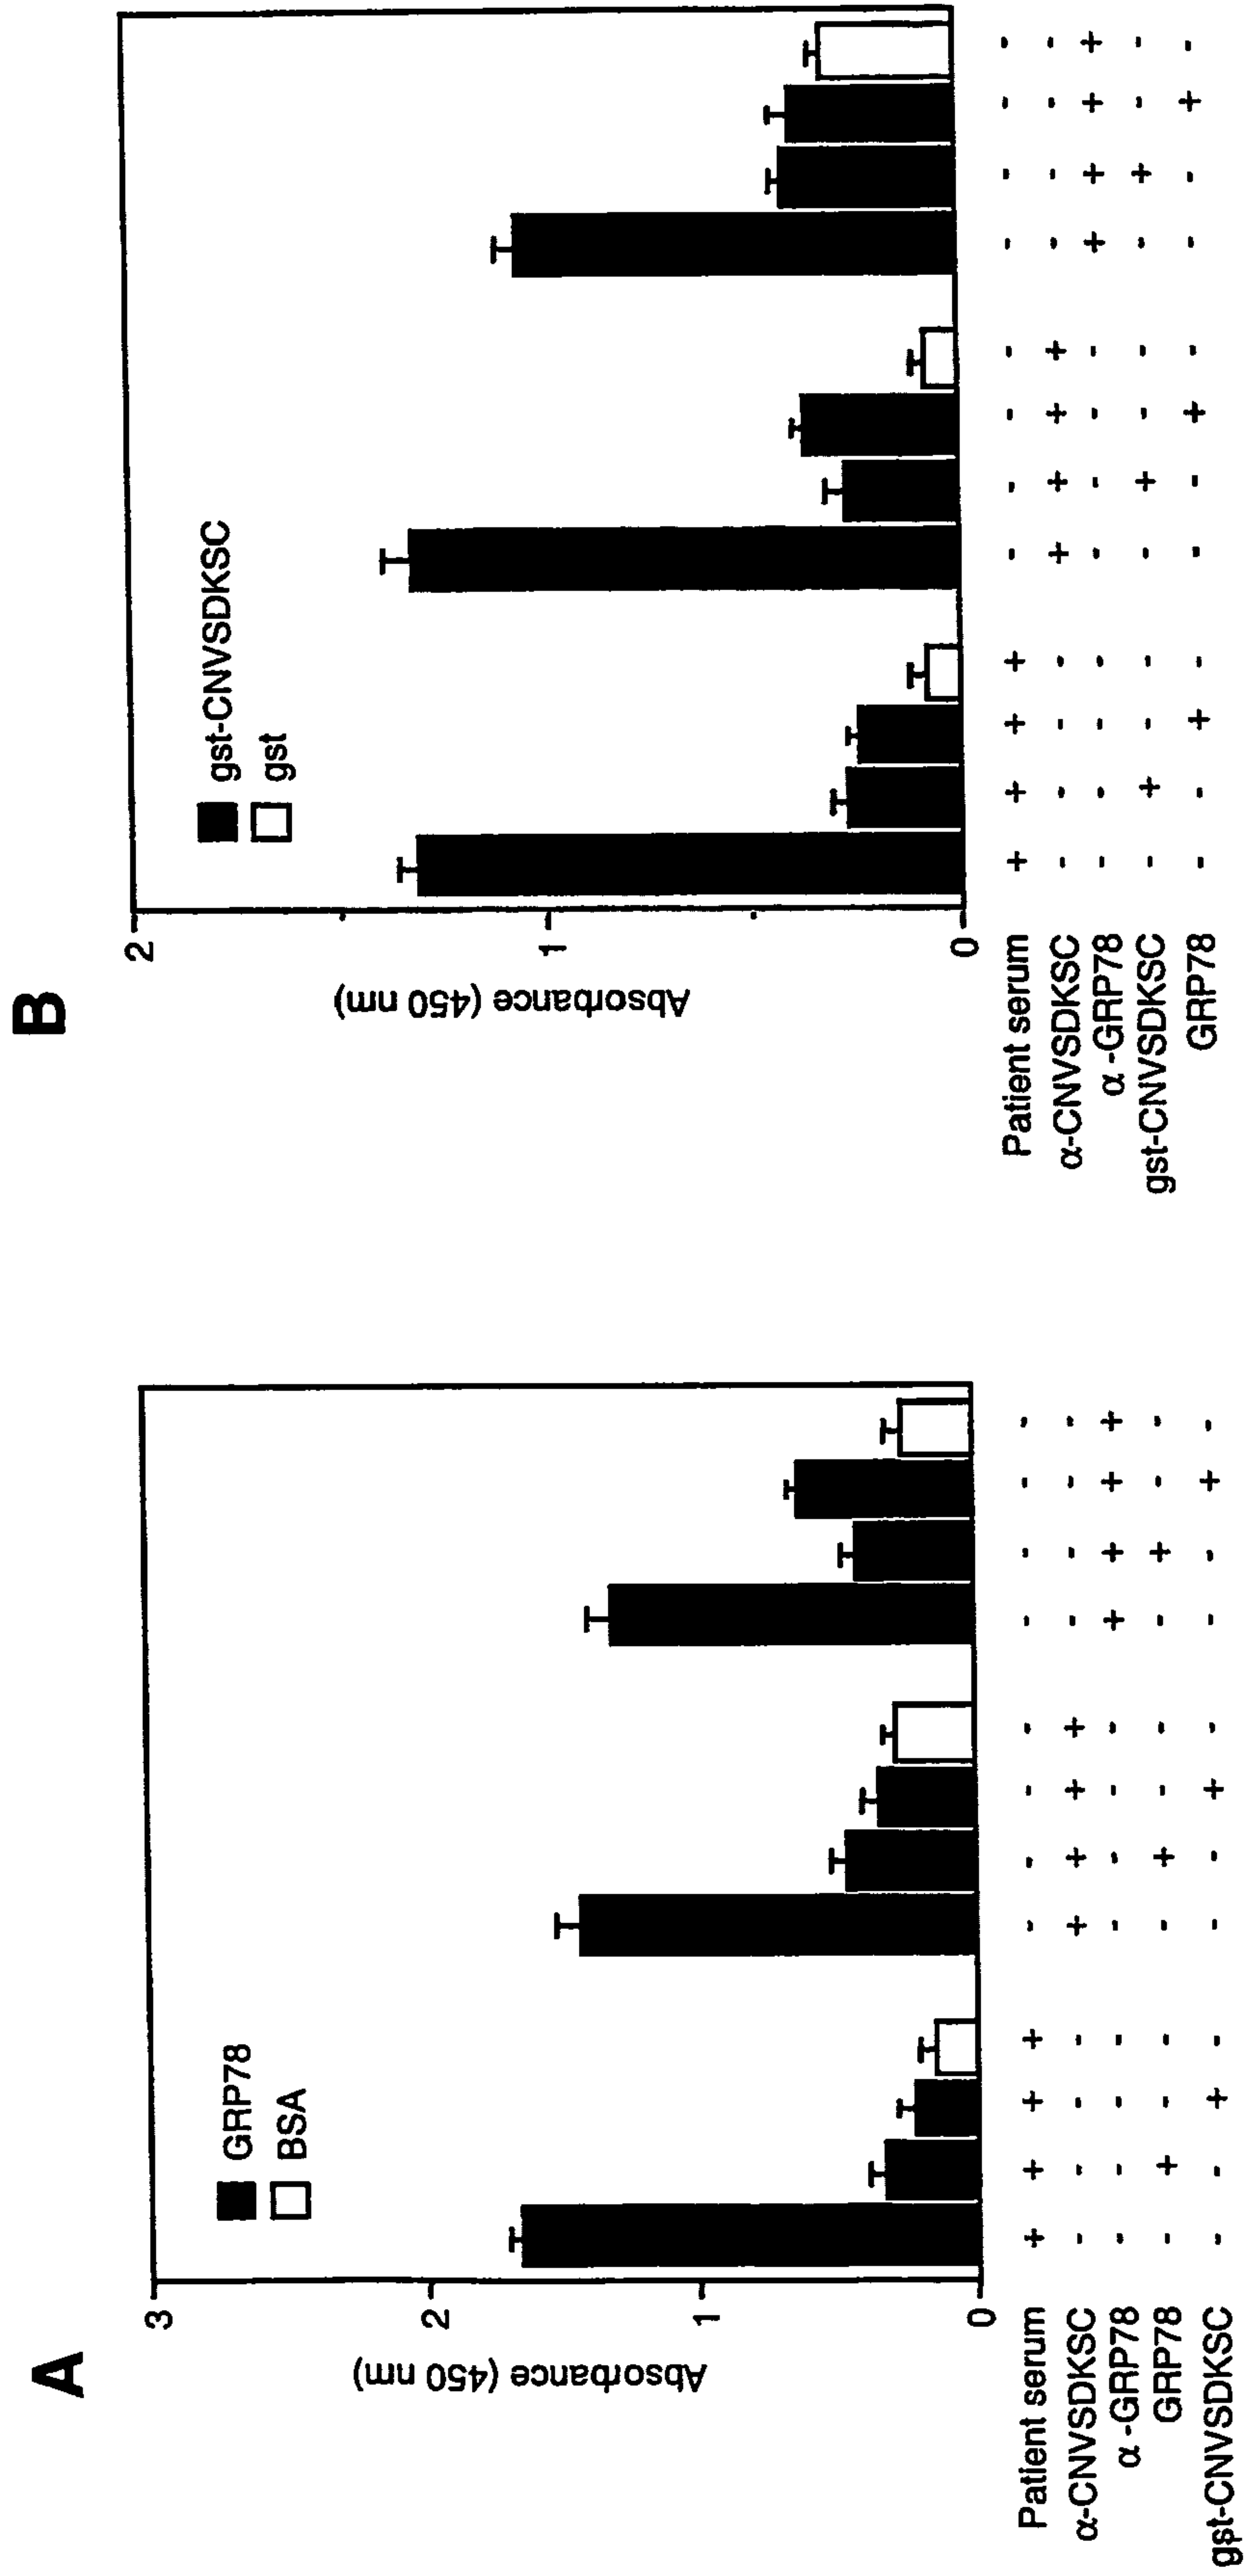 A
3
2
1
0
Absorbance (450 nm)
GRP78
BSA
Patient serum + + + + - - - - - - - -
α-CNVSDKSC - - - - + + + + - - - -
α -GRP78 - - - - - - - - + + + +
GRP78 - + - - - + - - - + - -
gst-CNVSDKSC - - + - - - + - - - + -
B
2
1
0
Absorbance (450 nm)
gst-CNVSDKSC
gst
Patient serum + + + + - - - - - - - -
α-CNVSDKSC - - - - + + + + - - - -
α -GRP78 - - - - - - - - + + + +
gst-CNVSDKSC - + - - - + - - - + - -
GRP78 - - + - - - + - - - + -